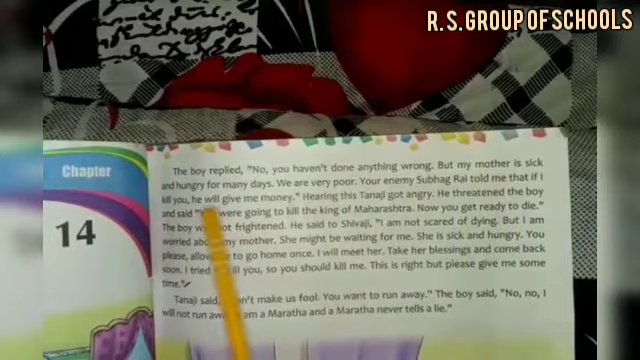 R. S. GROUP OF SCHOOLS
Chapter
14
The boy replied, "No, you haven't done anything wrong. But my mother is sick
and hungry for many days. We are very poor. Your enemy Subhag Rai told me that if I
kill you, he will give me money." Hearing this Tanaji got angry. He threatened the boy
and said were going to kill the king of Maharashtra. Now you get ready to die."
The boy not frightened. He said to Shivaji, "I am not scared of dying. But I am
worried my mother. She might be waiting for me. She is sick and hungry. You
please, to go home once. I will meet her. Take her blessings and come back
soon. I tried kill you, so you should kill me. This is right but please give me some
time."
Tanaji said, make us fool. You want to run away." The boy said, "No, no, I
will not run am a Maratha and a Maratha never tells a lie."